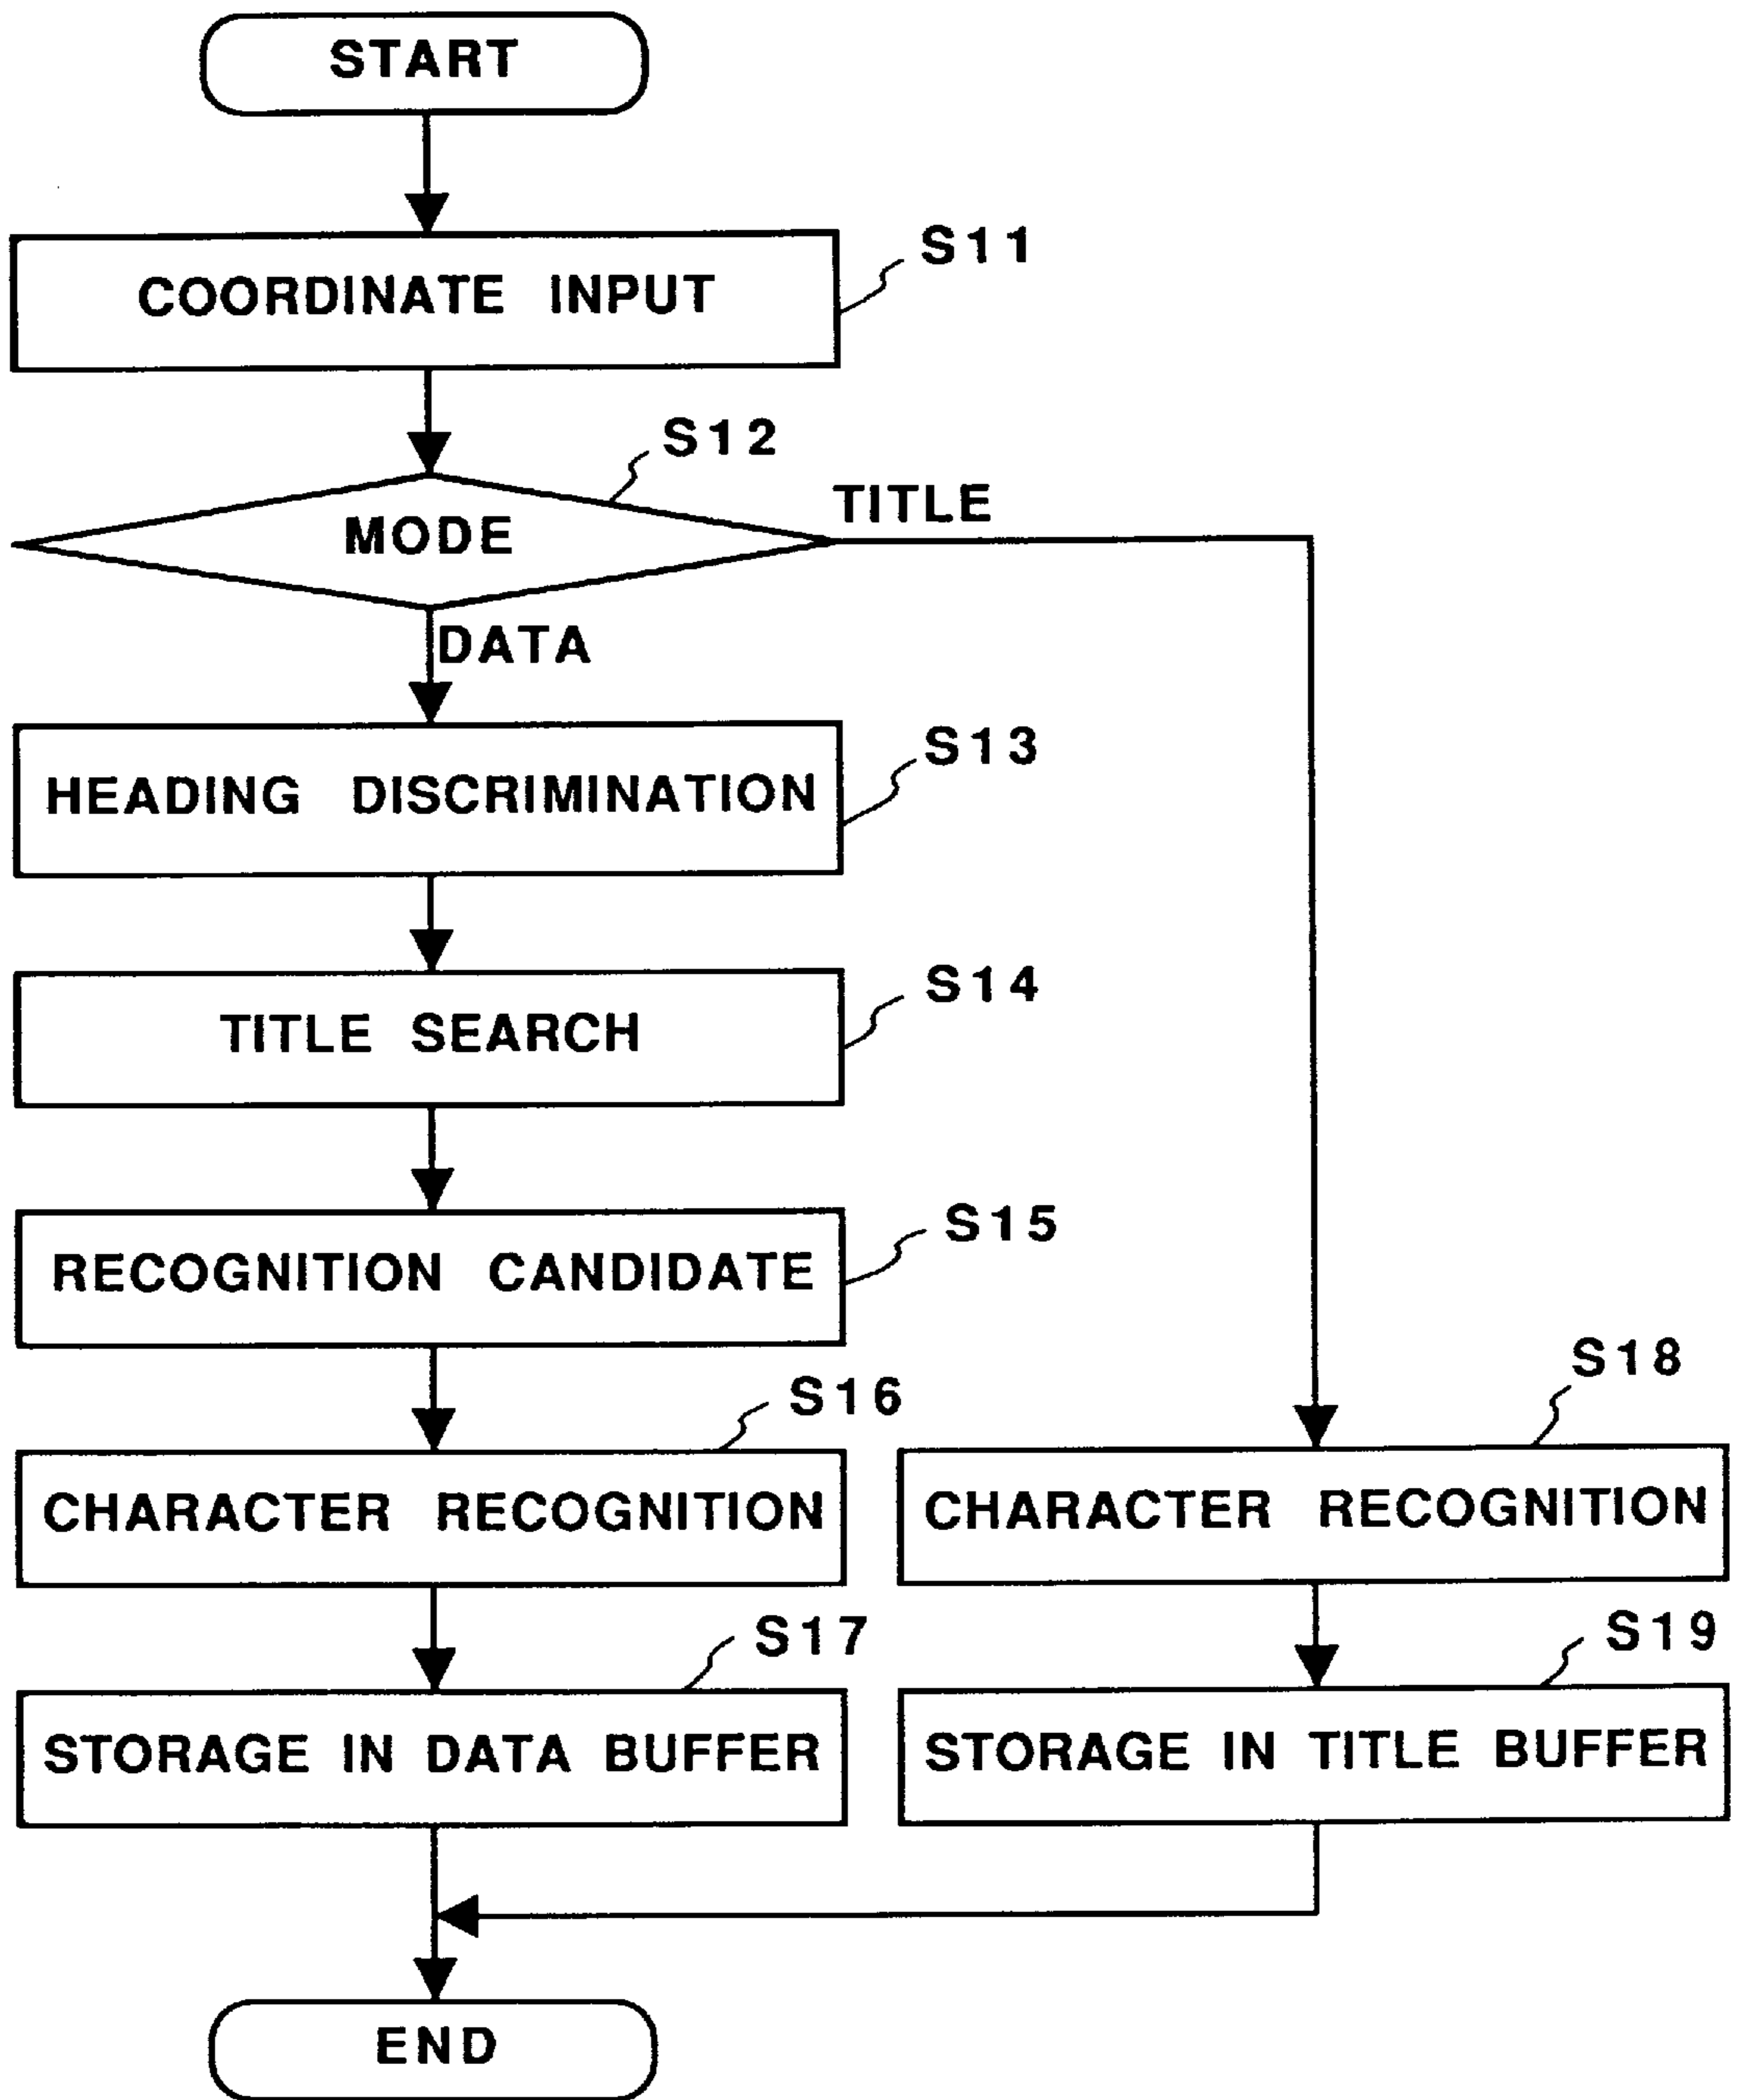 START
COORDINATE INPUT
S11
S12
MODE
TITLE
DATA
HEADING DISCRIMINATION
S13
TITLE SEARCH
S14
RECOGNITION CANDIDATE
S15
S16
CHARACTER RECOGNITION
S17
STORAGE IN DATA BUFFER
S18
CHARACTER RECOGNITION
S19
STORAGE IN TITLE BUFFER
END